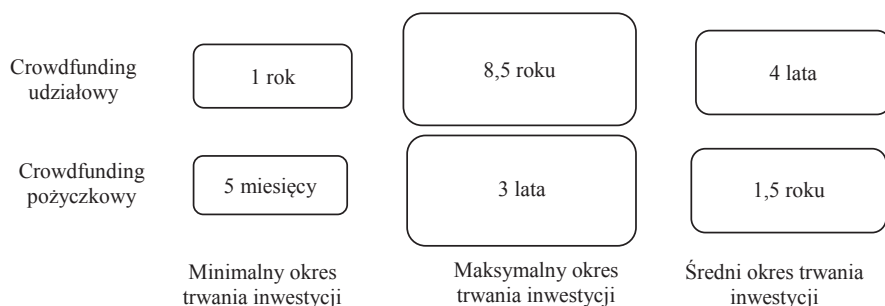 Crowdfunding
udziałowy
1 rok
8,5 roku
4 lata
Crowdfunding
pożyczkowy
5 miesięcy
3 lata
1,5 roku
Minimalny okres
trwania inwestycji
Maksymalny okres
trwania inwestycji
Średni okres trwania
inwestycji